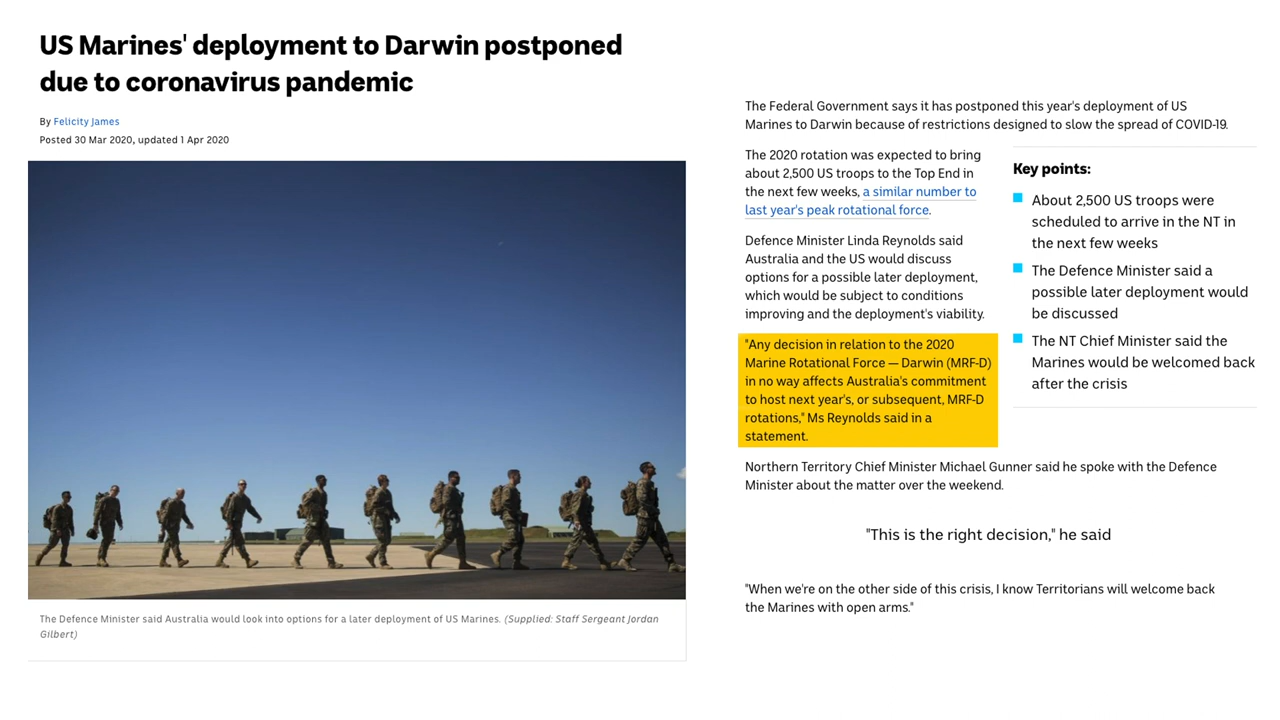 US Marines' deployment to Darwin postponed
due to coronavirus pandemic
By Felicity James
Posted 30 Mar 2020, updated 1 Apr 2020
The Defence Minister said Australia would look into options for a later deployment of US Marines. (Supplied: Staff Sergeant Jordan
Gilbert)
The Federal Government says it has postponed this year's deployment of US
Marines to Darwin because of restrictions designed to slow the spread of COVID-19.
The 2020 rotation was expected to bring
about 2,500 US troops to the Top End in
the next few weeks, a similar number to
last year's peak rotational force.
Defence Minister Linda Reynolds said
Australia and the US would discuss
options for a possible later deployment,
which would be subject to conditions
improving and the deployment's viability.
"Any decision in relation to the 2020
Marine Rotational Force — Darwin (MRF-D)
in no way affects Australia's commitment
to host next year's, or subsequent, MRF-D
rotations," Ms Reynolds said in a
statement.
Key points:
About 2,500 US troops were
scheduled to arrive in the NT in
the next few weeks
The Defence Minister said a
possible later deployment would
be discussed
The NT Chief Minister said the
Marines would be welcomed back
after the crisis
Northern Territory Chief Minister Michael Gunner said he spoke with the Defence
Minister about the matter over the weekend.
"This is the right decision," he said
"When we're on the other side of this crisis, I know Territorians will welcome back
the Marines with open arms."